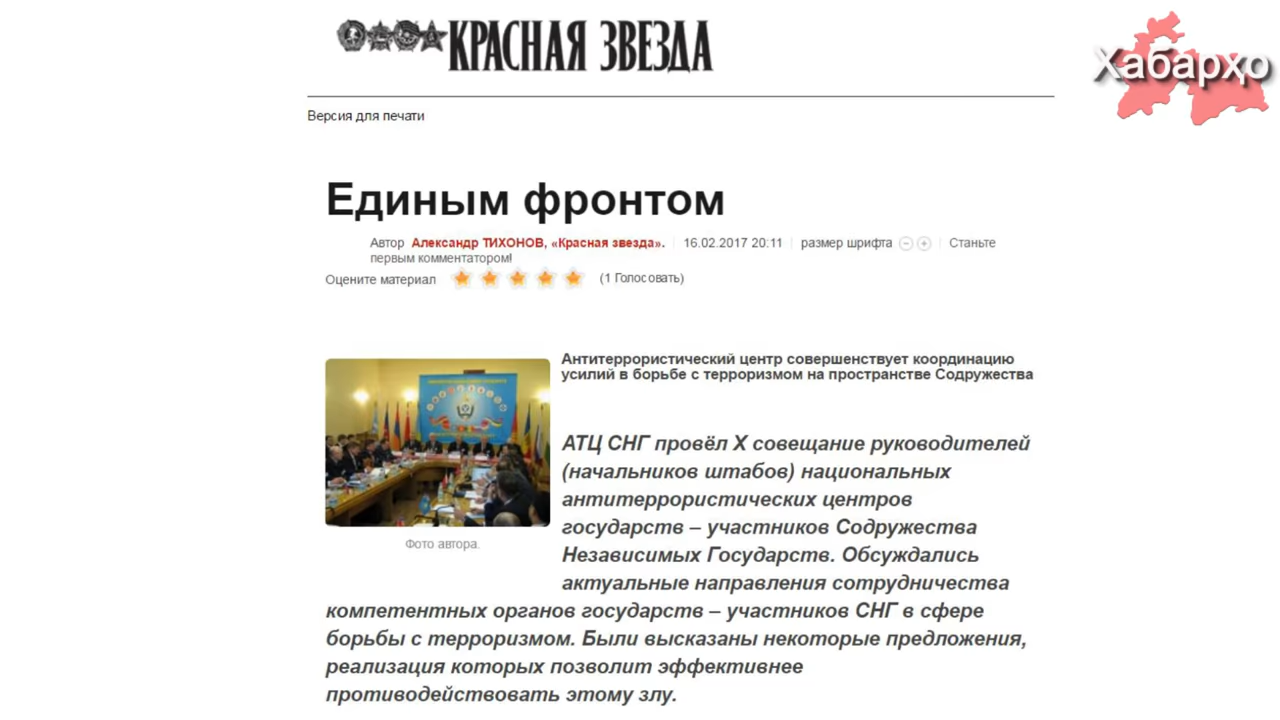 КРАСНАЯ ЗВЕЗДА
Хабарҳо
Версия для печати
Единым фронтом
Автор Александр ТИХОНОВ, «Красная звезда». 16.02.2017 20:11 размер шрифта Станьте
первым комментатором!
Оцените материал (1 Голосовать)
Антитеррористический центр совершенствует координацию
усилий в борьбе с терроризмом на пространстве Содружества
АТЦ СНГ провёл X совещание руководителей
(начальников штабов) национальных
антитеррористических центров
государств – участников Содружества
Независимых Государств. Обсуждались
актуальные направления сотрудничества
компетентных органов государств – участников СНГ в сфере
борьбы с терроризмом. Были высказаны некоторые предложения,
реализация которых позволит эффективнее
противодействовать этому злу.
Фото автора.